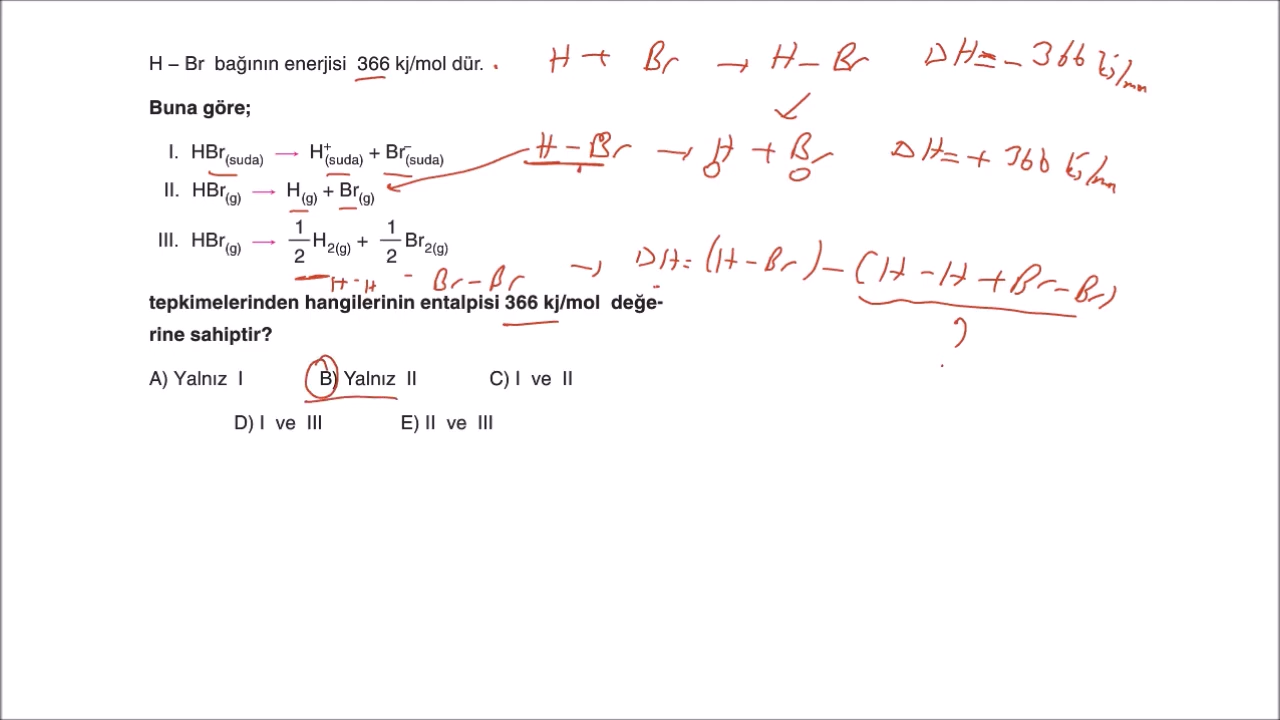 H – Br bağının enerjisi 366 kj/mol dür.
H + Br → H – Br ΔH = - 366 kj/mn
Buna göre;
I. HBr(suda) → H+(suda) + Br-(suda)
H – Br → H + Br ΔH = + 366 kj/mn
II. HBr(g) → H(g) + Br(g)
III. HBr(g) → 1/2 H2(g) + 1/2 Br2(g)
H - H Br – Br → ΔH = (H – Br) – (H – H + Br – Br)
?
tepkimelerinden hangilerinin entalpisi 366 kj/mol değe-
rine sahiptir?
A) Yalnız I B) Yalnız II C) I ve II
D) I ve III E) II ve III